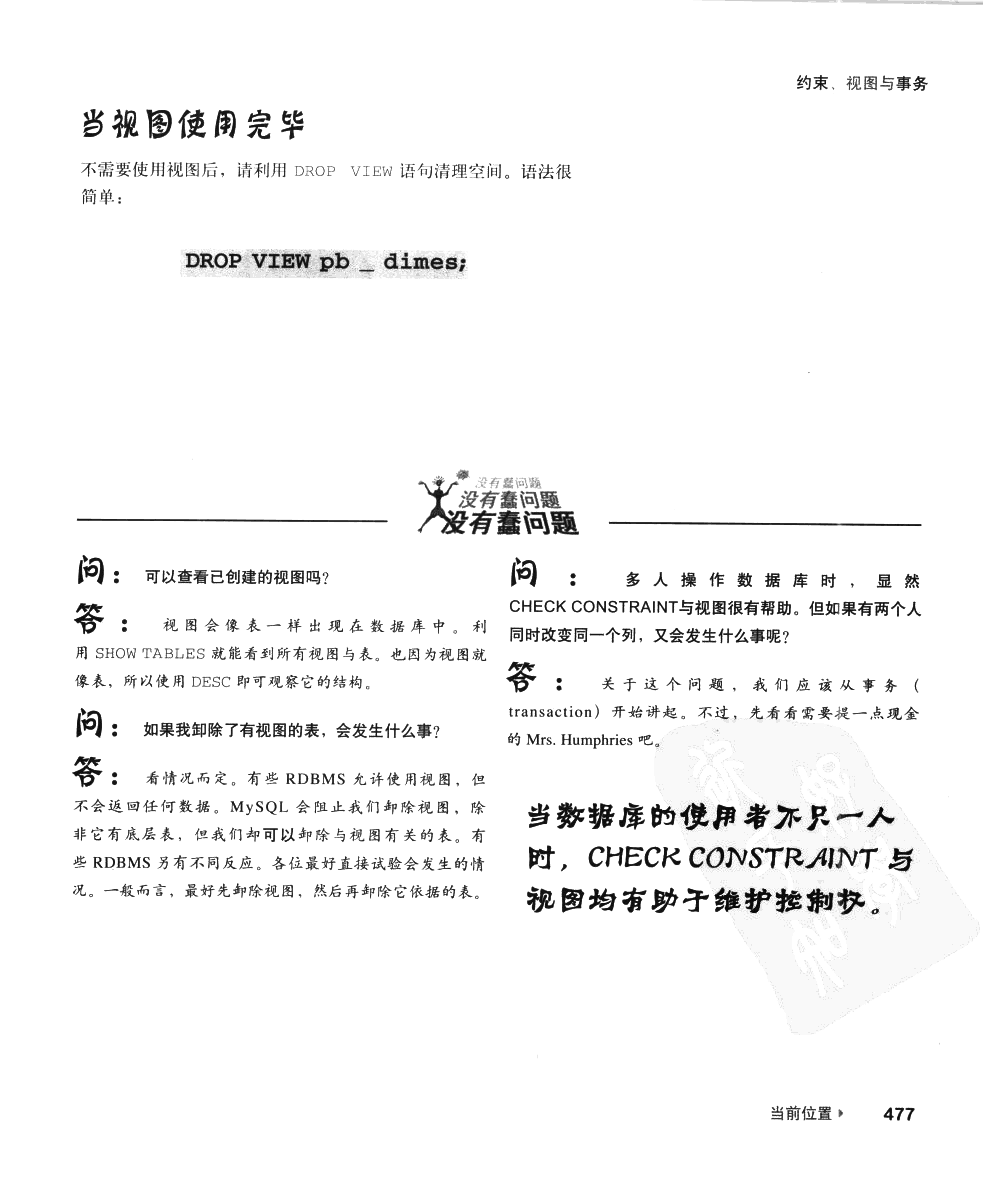 约束、视图与事务
当视图使用完毕
不需要使用视图后，请利用 DROP VIEW 语句清理空间。语法很
简单：
DROP VIEW pb _ dimes;
没有蠢问题
没有蠢问题
没有蠢问题
问： 可以查看已创建的视图吗？
答： 视图会像表一样出现在数据库中。利
用 SHOW TABLES 就能看到所有视图与表。也因为视图就
像表，所以使用 DESC 即可观察它的结构。
问： 如果我卸除了有视图的表，会发生什么事？
答： 看情况而定。有些 RDBMS 允许使用视图，但
不会返回任何数据。MySQL 会阻止我们卸除视图，除
非它有底层表，但我们却可以卸除与视图有关的表。有
些 RDBMS 另有不同反应。各位最好直接试验会发生的情
况。一般而言，最好先卸除视图，然后再卸除它依据的表。
问： 多人操作数据库时，显然
CHECK CONSTRAINT与视图很有帮助。但如果有两个人
同时改变同一个列，又会发生什么事呢？
答： 关于这个问题，我们应该从事务（
transaction）开始讲起。不过，先看看需要提一点现金
的 Mrs. Humphries 吧。
当数据库的使用者不只一人
时，CHECK CONSTRAINT 与
视图均有助于维护控制权。
当前位置 477